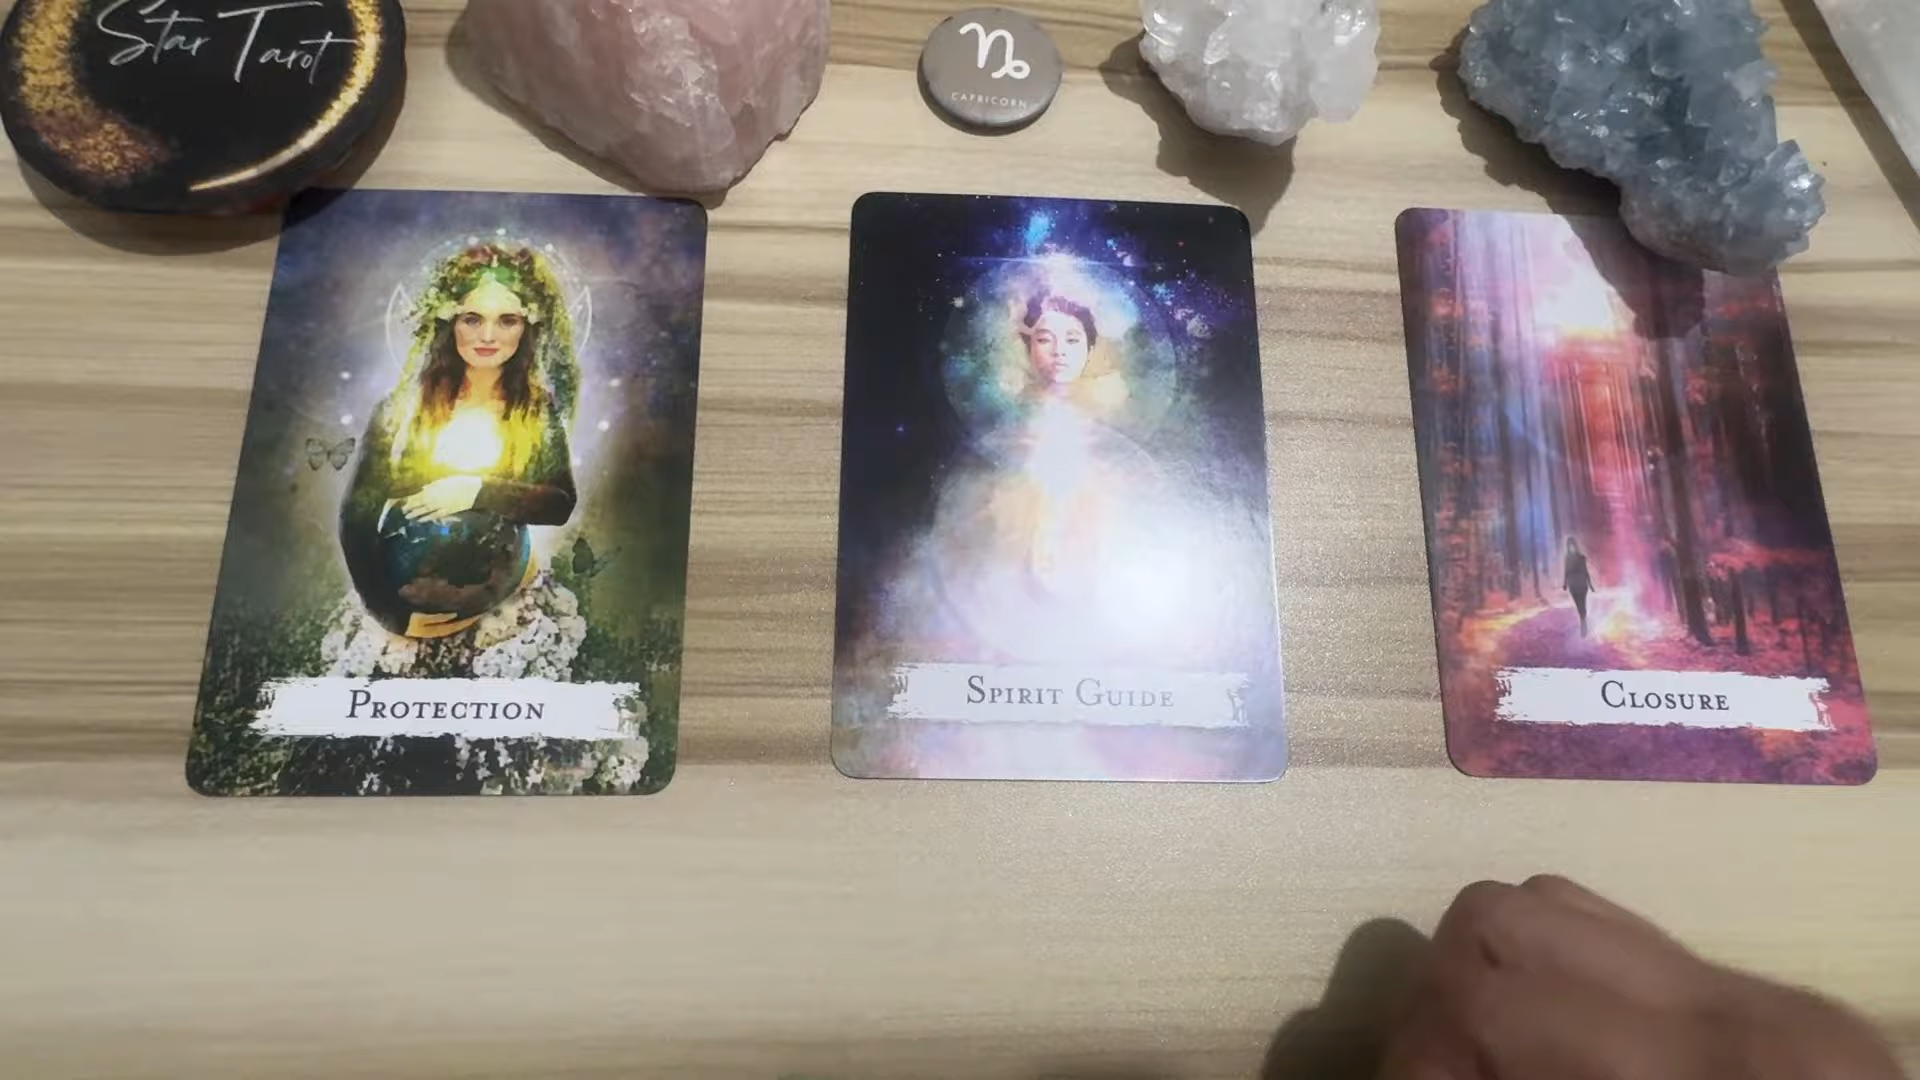 Star Tarot
CAPRICORN
PROTECTION
SPIRIT GUIDE
CLOSURE